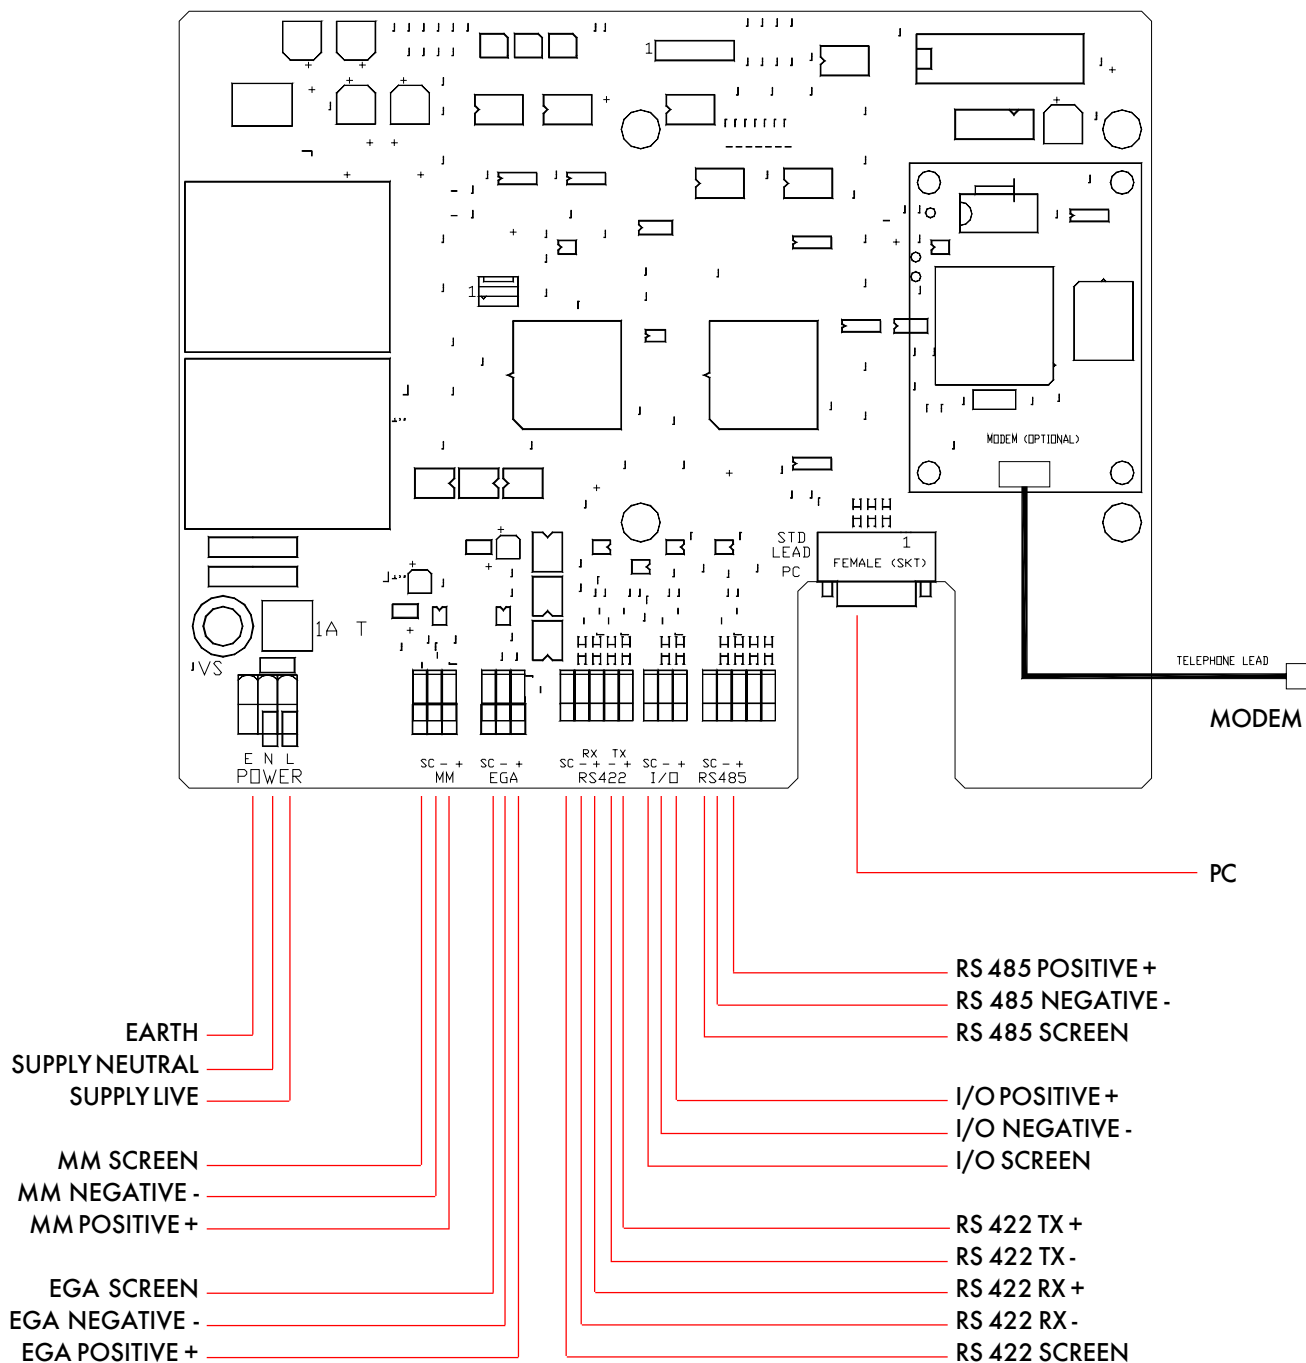 1
1
MODEM (OPTIONAL)
STD
LEAD
PC
1
FEMALE (SKT)
1A T
VS
TELEPHONE LEAD
MODEM
E N L
POWER
SC - +
MM
SC - +
EGA
RX TX
SC - + - +
RS422
SC - +
I/O
SC - +
RS485
PC
RS 485 POSITIVE +
RS 485 NEGATIVE -
RS 485 SCREEN
EARTH
SUPPLY NEUTRAL
SUPPLY LIVE
I/O POSITIVE +
I/O NEGATIVE -
I/O SCREEN
MM SCREEN
MM NEGATIVE -
MM POSITIVE +
RS 422 TX +
RS 422 TX -
RS 422 RX +
RS 422 RX -
RS 422 SCREEN
EGA SCREEN
EGA NEGATIVE -
EGA POSITIVE +